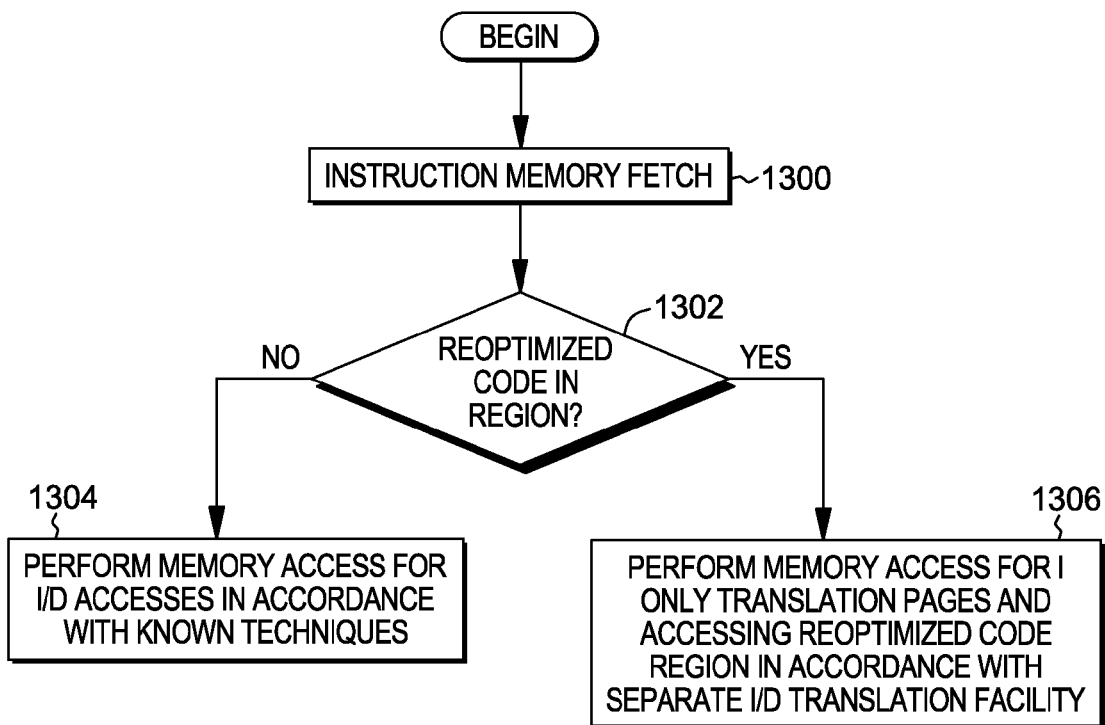 BEGIN
INSTRUCTION MEMORY FETCH
1300
1302
REOPTIMIZED
CODE IN
REGION?
NO
YES
1304
PERFORM MEMORY ACCESS FOR
I/D ACCESSES IN ACCORDANCE
WITH KNOWN TECHNIQUES
1306
PERFORM MEMORY ACCESS FOR I
ONLY TRANSLATION PAGES AND
ACCESSING REOPTIMIZED CODE
REGION IN ACCORDANCE WITH
SEPARATE I/D TRANSLATION FACILITY